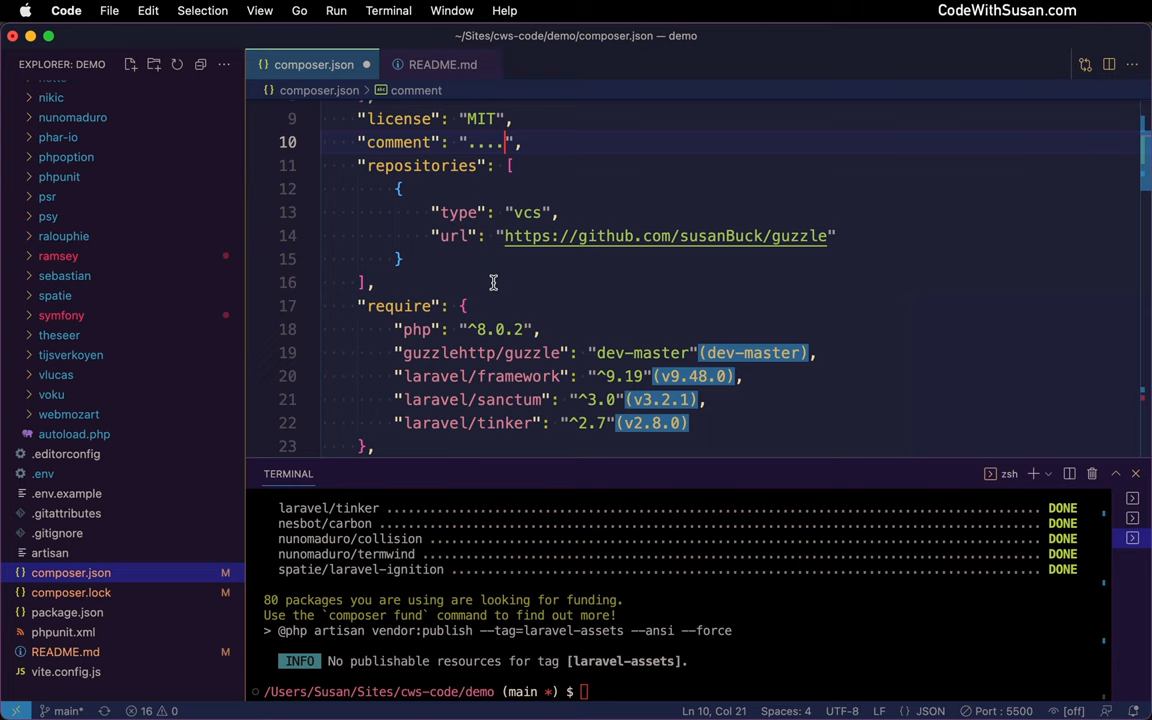 Code File Edit Selection View Go Run Terminal Window Help CodeWithSusan.com
~/Sites/cws-code/demo/composer.json — demo
EXPLORER: DEMO
composer.json
README.md
composer.json > comment
nikic
nunomaduro
phar-io
phpoption
phpunit
psr
psy
ralouphie
ramsey
sebastian
spatie
symfony
theseer
tijsverkoyen
vlucas
voku
webmozart
autoload.php
.editorconfig
.env
.env.example
.gitattributes
.gitignore
artisan
composer.json M
composer.lock M
package.json
phpunit.xml
README.md M
vite.config.js
9 "license": "MIT",
10 "comment": "....",
11 "repositories": [
12 {
13 "type": "vcs",
14 "url": "https://github.com/susanBuck/guzzle"
15 }
16 ],
17 "require": {
18 "php": "^8.0.2",
19 "guzzlehttp/guzzle": "dev-master"(dev-master),
20 "laravel/framework": "^9.19"(v9.48.0),
21 "laravel/sanctum": "^3.0"(v3.2.1),
22 "laravel/tinker": "^2.7"(v2.8.0)
23 },
TERMINAL
zsh
laravel/tinker ........................................................................ DONE
nesbot/carbon ......................................................................... DONE
nunomaduro/collision .................................................................. DONE
nunomaduro/termwind ................................................................... DONE
spatie/laravel-ignition ............................................................... DONE
80 packages you are using are looking for funding.
Use the `composer fund` command to find out more!
> @php artisan vendor:publish --tag=laravel-assets --ansi --force
INFO No publishable resources for tag [laravel-assets].
/Users/Susan/Sites/cws-code/demo (main *) $
main* 16 0 Ln 10, Col 21 Spaces: 4 UTF-8 LF {} JSON Port : 5500 [off]